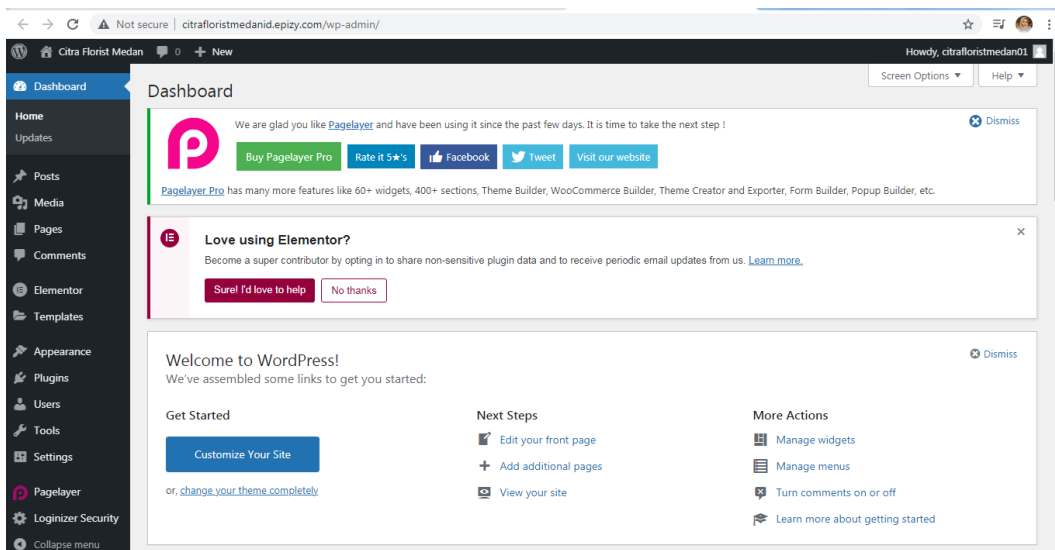 Not secure | citrafloristmedanid.epizy.com/wp-admin/
Citra Florist Medan 0 + New Howdy, citrafloristmedan01
Screen Options ▼ Help ▼
Dashboard
Home
Updates
Posts
Media
Pages
Comments
Elementor
Templates
Appearance
Plugins
Users
Tools
Settings
Pagelayer
Loginizer Security
Collapse menu
Dashboard
We are glad you like Pagelayer and have been using it since the past few days. It is time to take the next step !
Dismiss
Buy Pagelayer Pro Rate it 5★'s Facebook Tweet Visit our website
Pagelayer Pro has many more features like 60+ widgets, 400+ sections, Theme Builder, WooCommerce Builder, Theme Creator and Exporter, Form Builder, Popup Builder, etc.
Love using Elementor?
Become a super contributor by opting in to share non-sensitive plugin data and to receive periodic email updates from us. Learn more.
Sure! I'd love to help No thanks
Welcome to WordPress!
Dismiss
We've assembled some links to get you started:
Get Started
Customize Your Site
or, change your theme completely
Next Steps
Edit your front page
Add additional pages
View your site
More Actions
Manage widgets
Manage menus
Turn comments on or off
Learn more about getting started